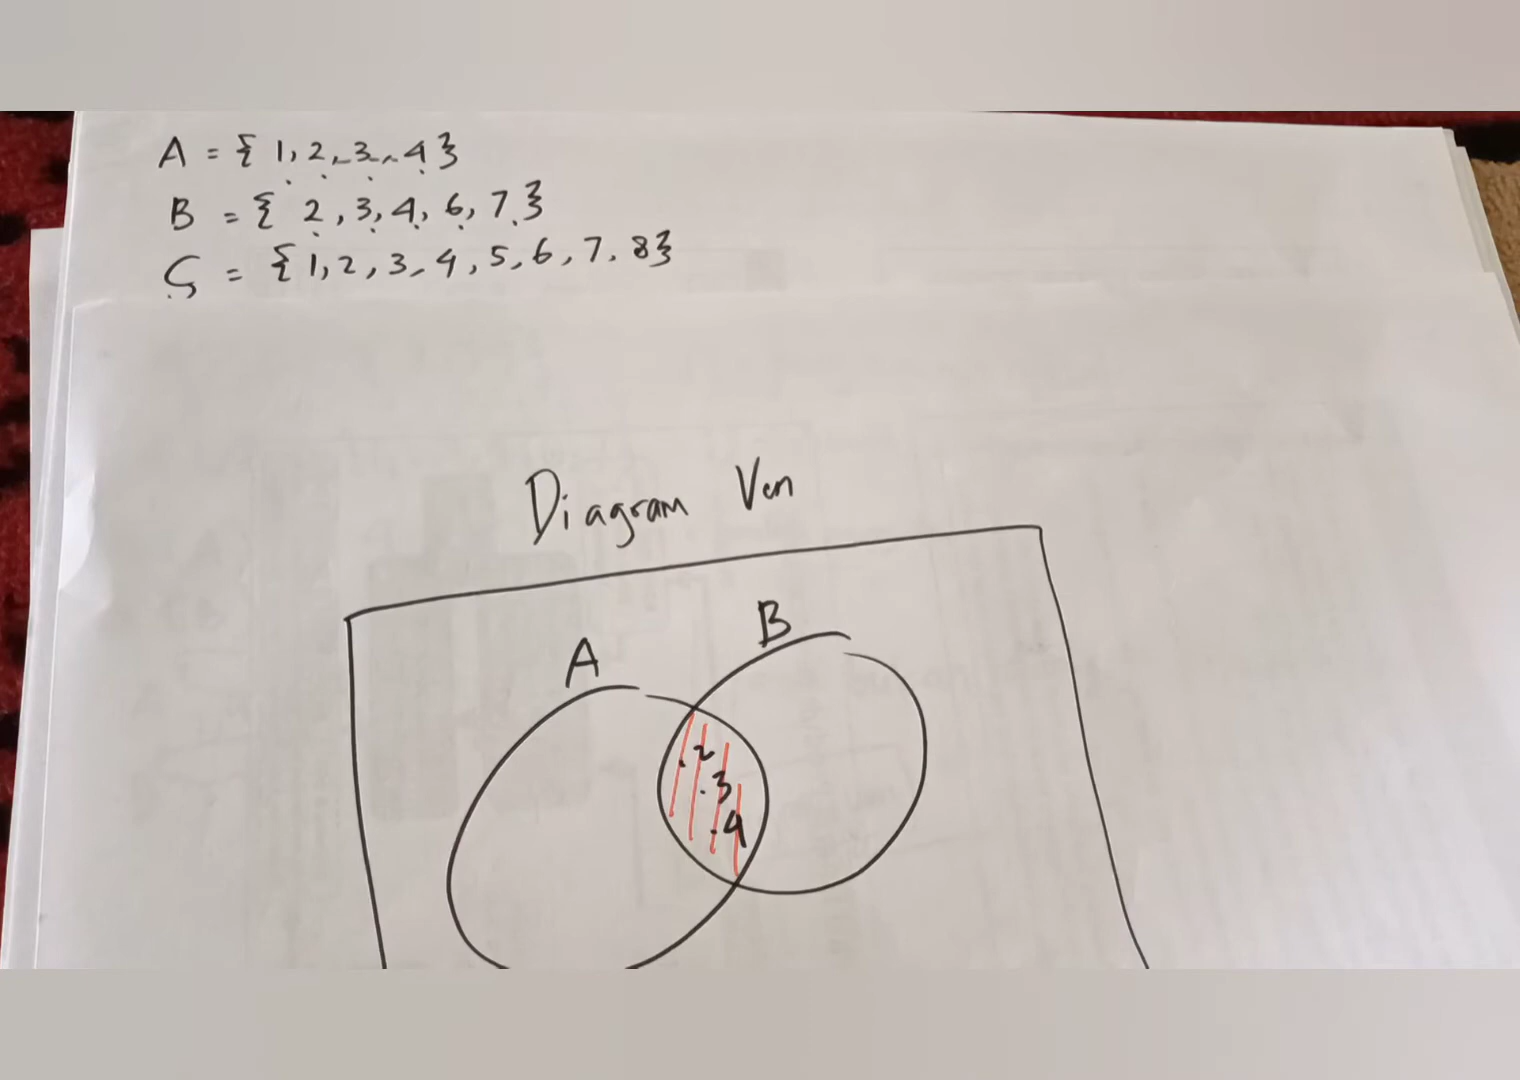 A = { 1, 2, 3, 4 }
B = { 2, 3, 4, 6, 7 }
S = { 1, 2, 3, 4, 5, 6, 7, 8 }
Diagram Ven
A
B
.2
.3
.4